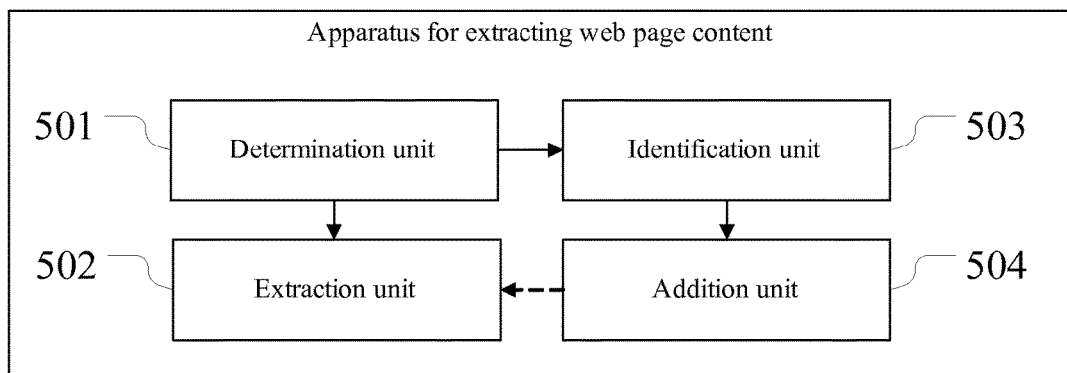 Apparatus for extracting web page content
501
Determination unit
Identification unit
503
502
Extraction unit
Addition unit
504